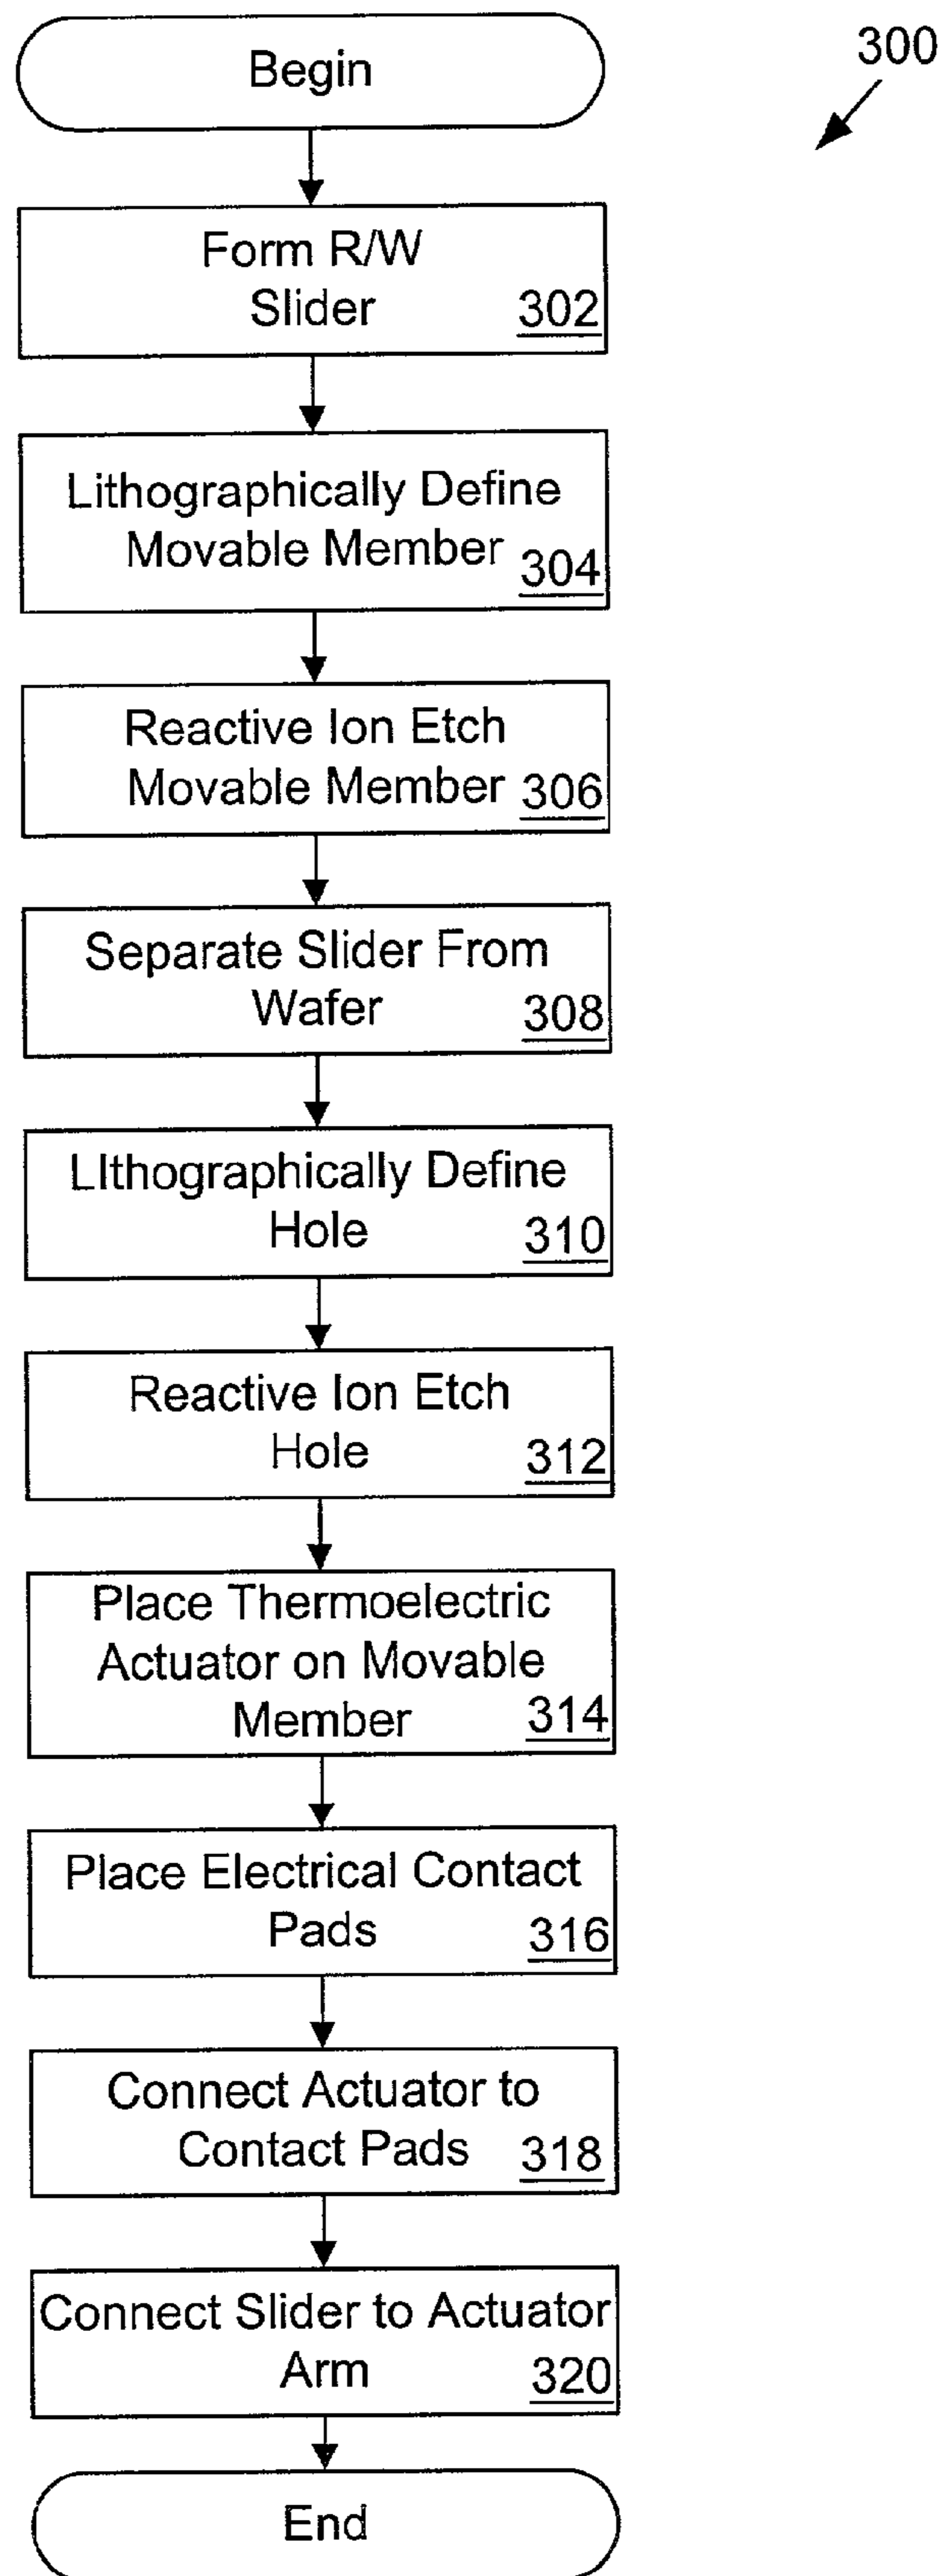 Begin
300
Form R/W
Slider
302
Lithographically Define
Movable Member
304
Reactive Ion Etch
Movable Member
306
Separate Slider From
Wafer
308
LIthographically Define
Hole
310
Reactive Ion Etch
Hole
312
Place Thermoelectric
Actuator on Movable
Member
314
Place Electrical Contact
Pads
316
Connect Actuator to
Contact Pads
318
Connect Slider to Actuator
Arm
320
End